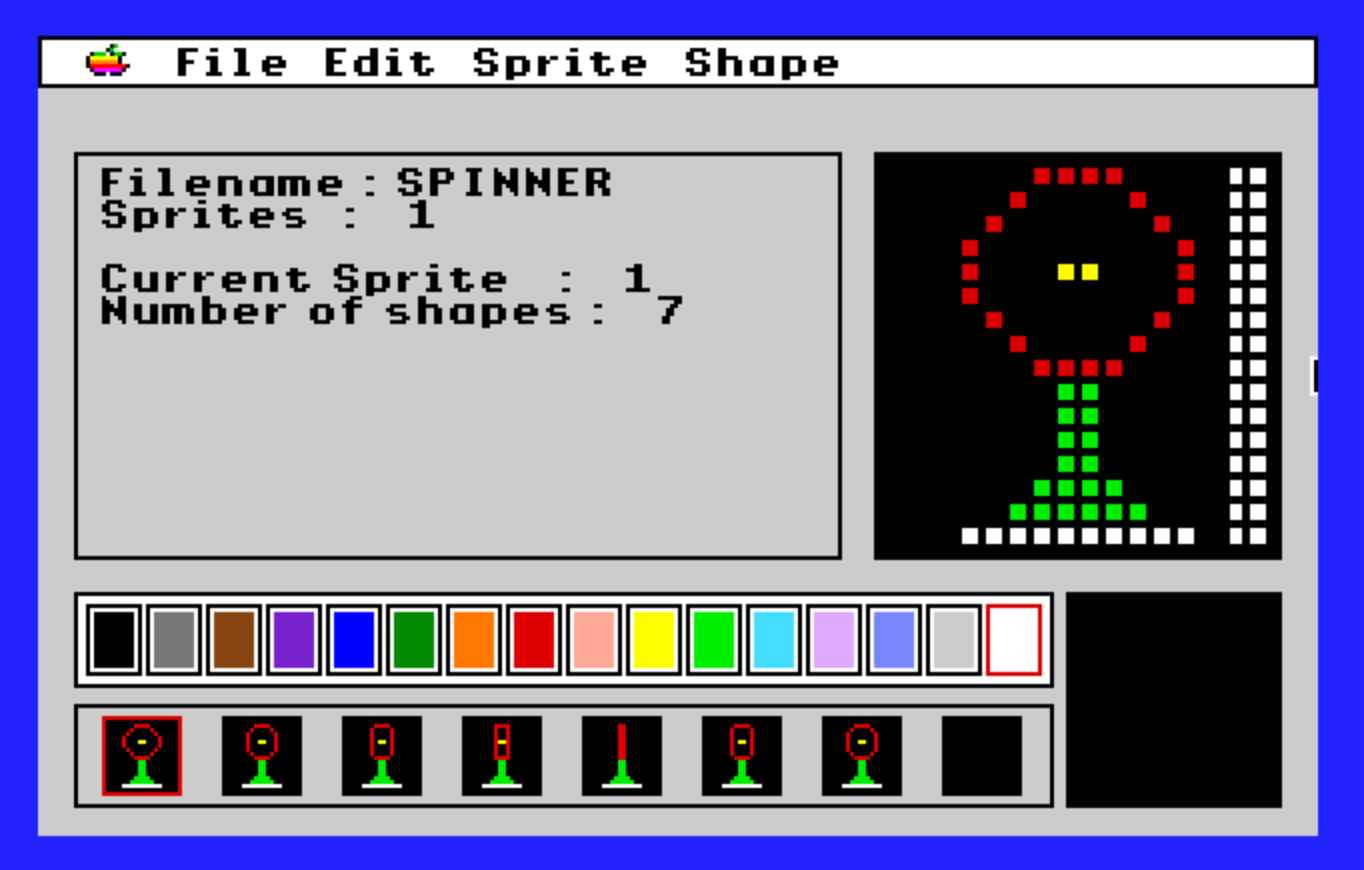 File Edit Sprite Shape
Filename : SPINNER
Sprites : 1
Current Sprite : 1
Number of shapes : 7